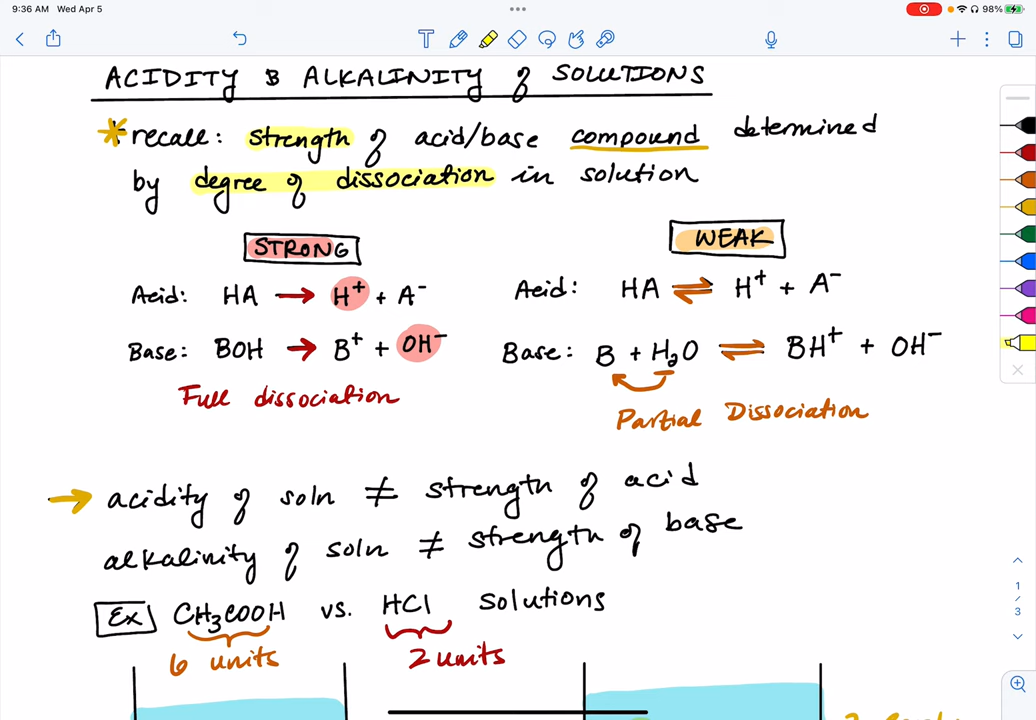 9:36 AM Wed Apr 5
98%
ACIDITY & ALKALINITY of SOLUTIONS
* recall: strength of acid/base compound determined
by degree of dissociation in solution
STRONG
WEAK
Acid: HA → H⁺ + A⁻
Acid: HA ⇌ H⁺ + A⁻
Base: BOH → B⁺ + OH⁻
Base: B + H₂O ⇌ BH⁺ + OH⁻
Full dissociation
Partial Dissociation
→ acidity of soln ≠ strength of acid
alkalinity of soln ≠ strength of base
Ex CH₃COOH vs. HCl solutions
6 units
2 units
1
/
3